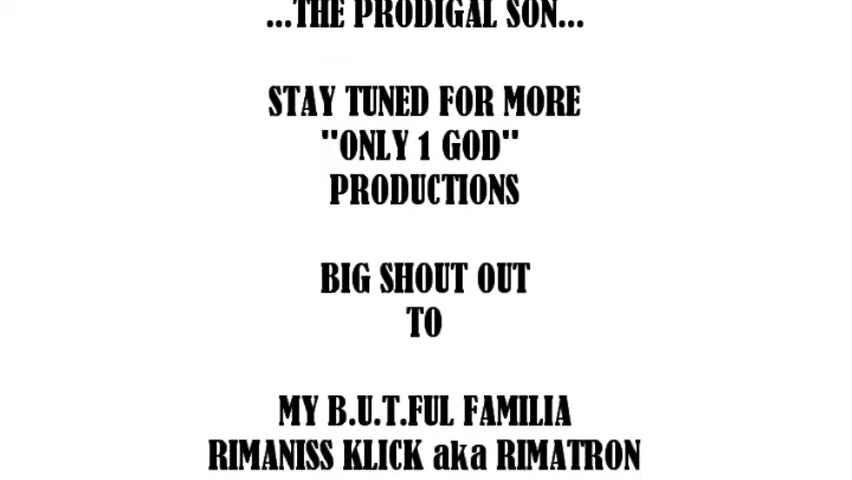 ...THE PRODIGAL SON...
STAY TUNED FOR MORE
"ONLY 1 GOD"
PRODUCTIONS
BIG SHOUT OUT
TO
MY B.U.T.FUL FAMILIA
RIMANISS KLICK aka RIMATRON